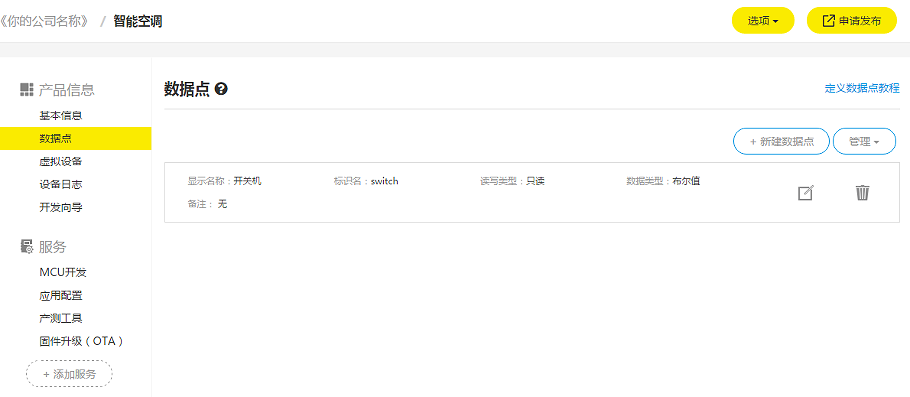 《你的公司名称》 / 智能空调
选项
申请发布
产品信息
基本信息
数据点
虚拟设备
设备日志
开发向导
服务
MCU开发
应用配置
产测工具
固件升级（OTA）
+ 添加服务
数据点 ?
定义数据点教程
+ 新建数据点
管理
显示名称：开关机 标识名：switch 读写类型：只读 数据类型：布尔值
备注： 无